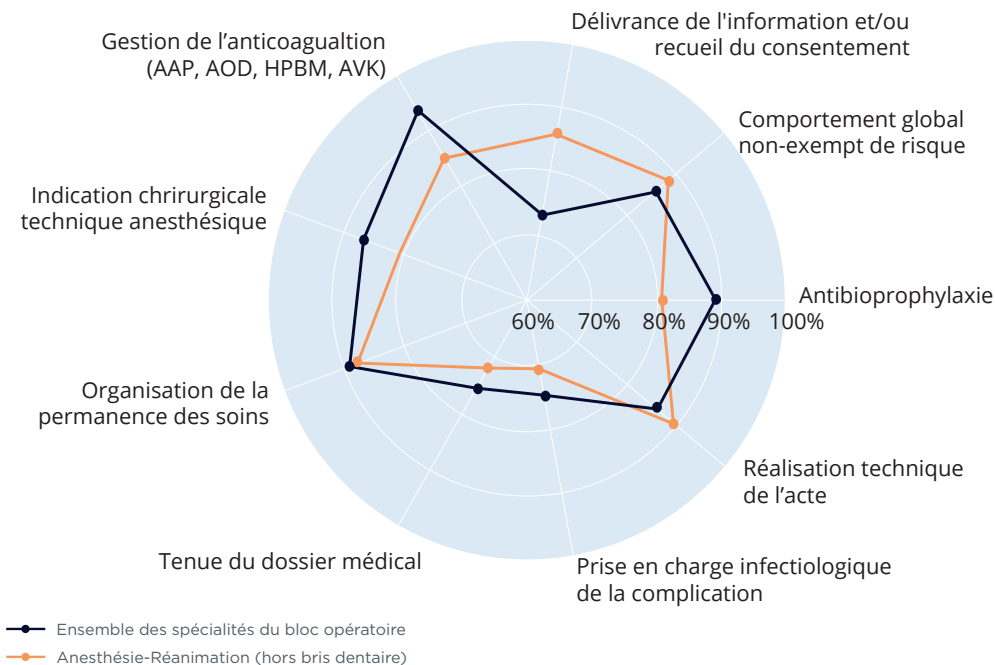 Délivrance de l'information et/ou
recueil du consentement
Gestion de l’anticoagualtion
(AAP, AOD, HPBM, AVK)
Comportement global
non-exempt de risque
Indication chrirurgicale
technique anesthésique
Antibioprophylaxie
60% 70% 80% 90% 100%
Organisation de la
permanence des soins
Réalisation technique
de l’acte
Tenue du dossier médical
Prise en charge infectiologique
de la complication
Ensemble des spécialités du bloc opératoire
Anesthésie-Réanimation (hors bris dentaire)